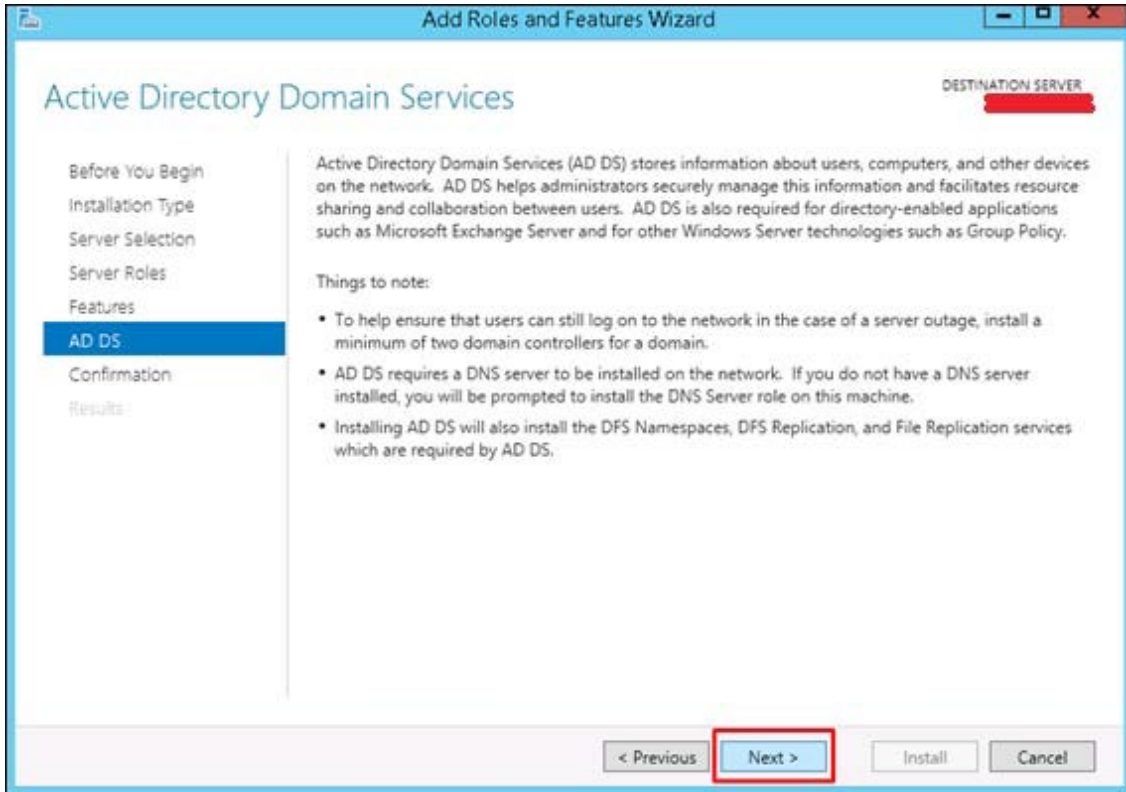 Add Roles and Features Wizard
Active Directory Domain Services
DESTINATION SERVER
Before You Begin
Installation Type
Server Selection
Server Roles
Features
AD DS
Confirmation
Results
Active Directory Domain Services (AD DS) stores information about users, computers, and other devices
on the network. AD DS helps administrators securely manage this information and facilitates resource
sharing and collaboration between users. AD DS is also required for directory-enabled applications
such as Microsoft Exchange Server and for other Windows Server technologies such as Group Policy.
Things to note:
• To help ensure that users can still log on to the network in the case of a server outage, install a
minimum of two domain controllers for a domain.
• AD DS requires a DNS server to be installed on the network. If you do not have a DNS server
installed, you will be prompted to install the DNS Server role on this machine.
• Installing AD DS will also install the DFS Namespaces, DFS Replication, and File Replication services
which are required by AD DS.
< Previous Next > Install Cancel